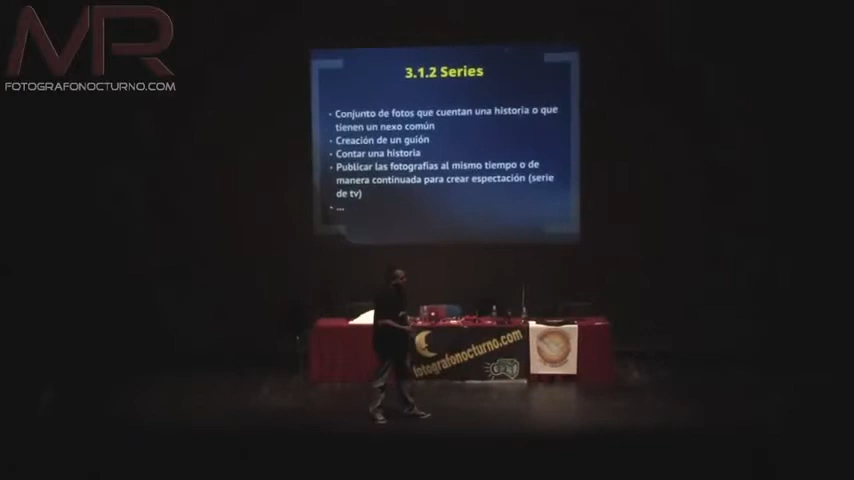 MR
FOTOGRAFONOCTURNO.COM
3.1.2 Series
• Conjunto de fotos que cuentan una historia o que
tienen un nexo común
• Creación de un guión
• Contar una historia
• Publicar las fotografías al mismo tiempo o de
manera continuada para crear espectación (serie
de tv)
• ...
fotografonocturno.com